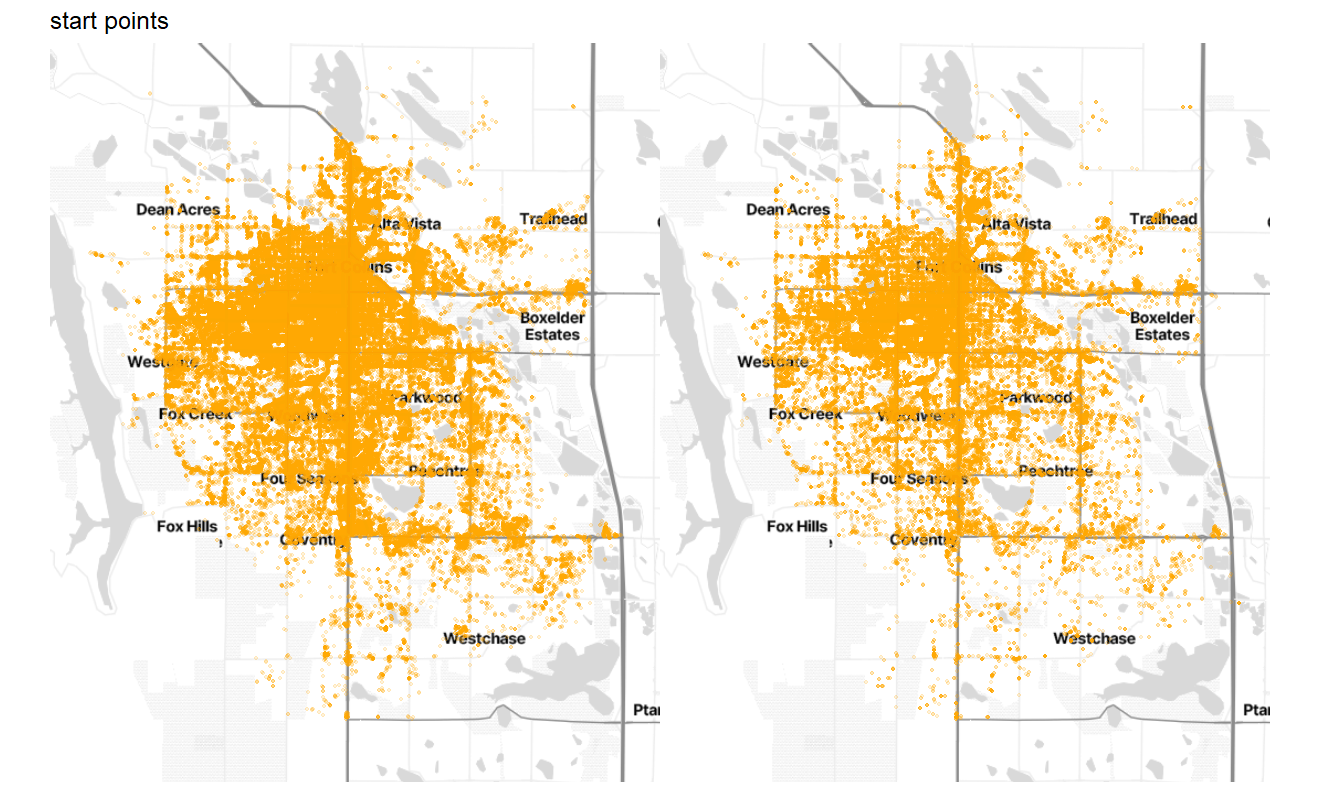 start points
Dean Acres
Alta Vista
Trailhead
Fort Collins
Boxelder
Estates
Westgate
Parkwood
Fox Creek
Four Seasons
Peachtree
Fox Hills
Coventry
Westchase
Ptar
Dean Acres
Alta Vista
Trailhead
Fort Collins
Boxelder
Estates
Westgate
Parkwood
Fox Creek
Four Seasons
Peachtree
Fox Hills
Coventry
Westchase
Ptar